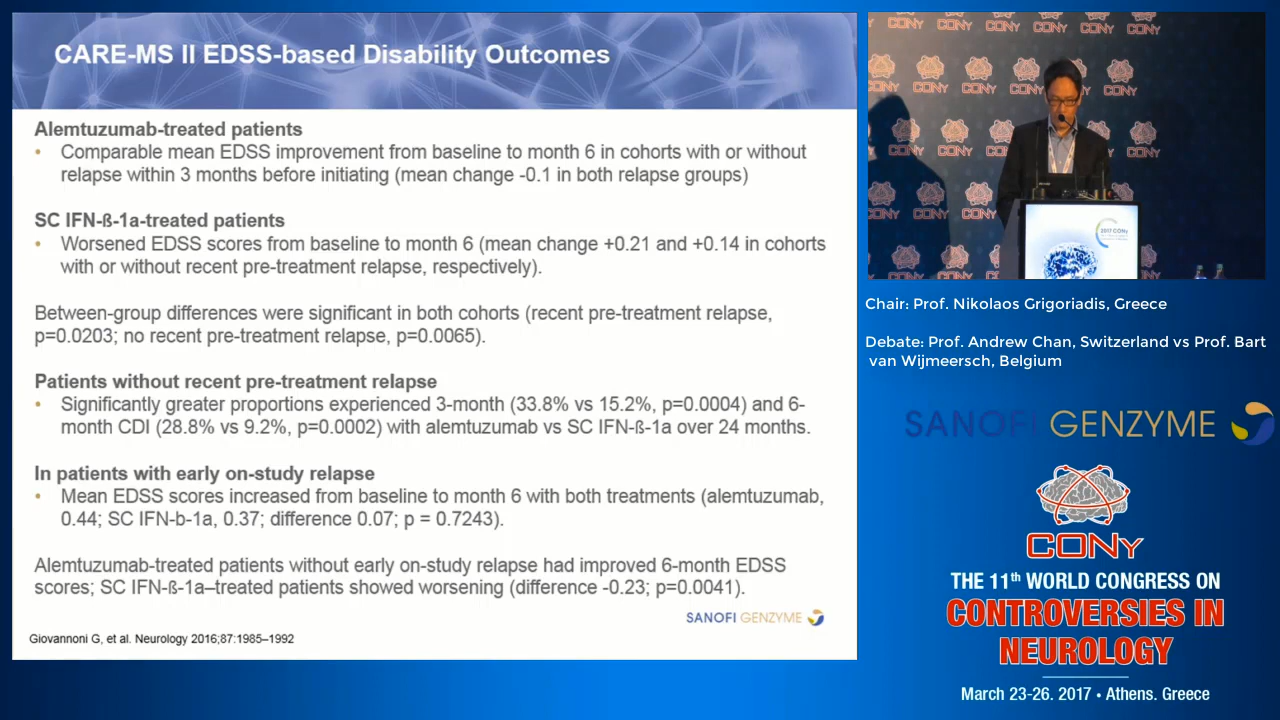 CARE-MS II EDSS-based Disability Outcomes
Alemtuzumab-treated patients
• Comparable mean EDSS improvement from baseline to month 6 in cohorts with or without
relapse within 3 months before initiating (mean change -0.1 in both relapse groups)
SC IFN-ß-1a-treated patients
• Worsened EDSS scores from baseline to month 6 (mean change +0.21 and +0.14 in cohorts
with or without recent pre-treatment relapse, respectively).
Between-group differences were significant in both cohorts (recent pre-treatment relapse,
p=0.0203; no recent pre-treatment relapse, p=0.0065).
Patients without recent pre-treatment relapse
• Significantly greater proportions experienced 3-month (33.8% vs 15.2%, p=0.0004) and 6-
month CDI (28.8% vs 9.2%, p=0.0002) with alemtuzumab vs SC IFN-ß-1a over 24 months.
In patients with early on-study relapse
• Mean EDSS scores increased from baseline to month 6 with both treatments (alemtuzumab,
0.44; SC IFN-b-1a, 0.37; difference 0.07; p = 0.7243).
Alemtuzumab-treated patients without early on-study relapse had improved 6-month EDSS
scores; SC IFN-ß-1a–treated patients showed worsening (difference -0.23; p=0.0041).
SANOFI GENZYME
Giovannoni G, et al. Neurology 2016;87:1985–1992
CONy
CONy
CONy
CONy
2017 CONy
Chair: Prof. Nikolaos Grigoriadis, Greece
Debate: Prof. Andrew Chan, Switzerland vs Prof. Bart
van Wijmeersch, Belgium
SANOFI GENZYME
CONy
THE 11th WORLD CONGRESS ON
CONTROVERSIES IN
NEUROLOGY
March 23-26. 2017 • Athens. Greece